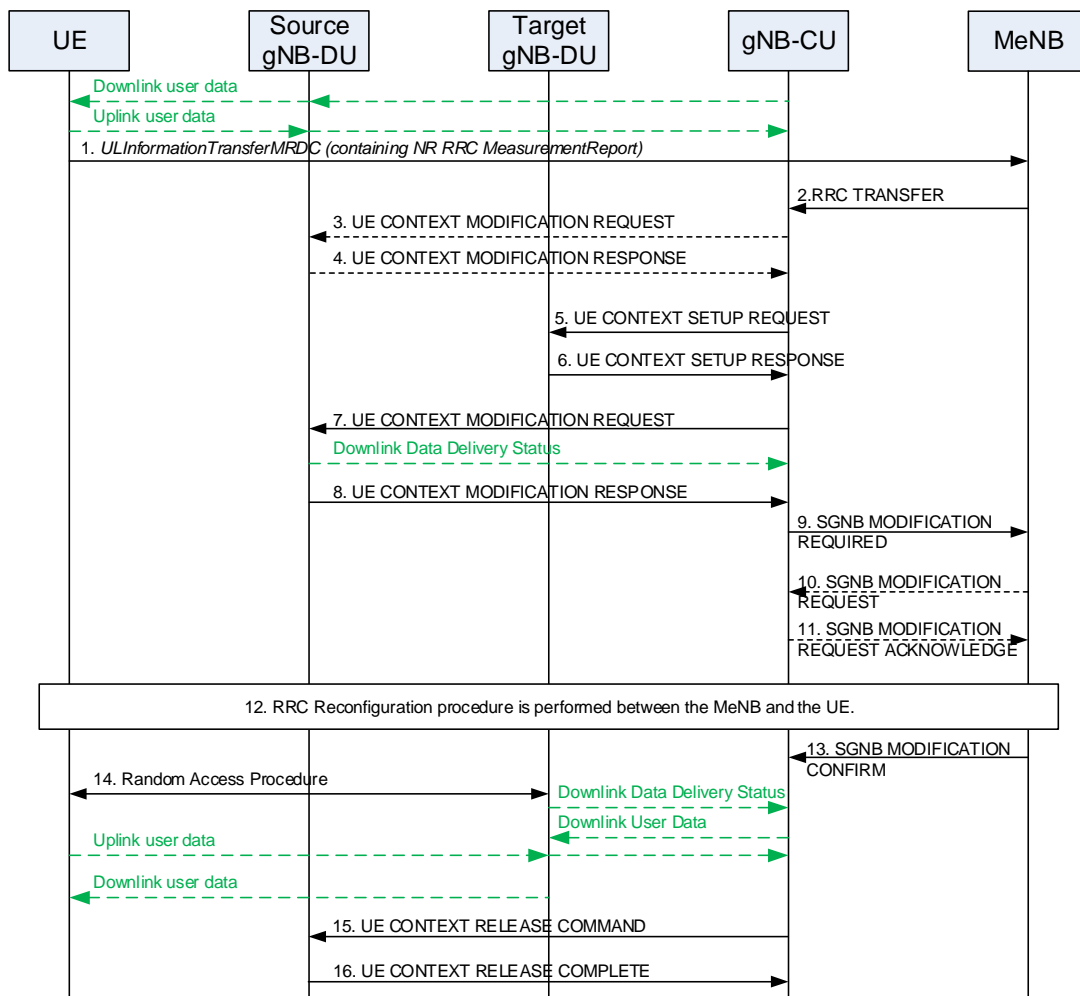 UE
Source
gNB-DU
Target
gNB-DU
gNB-CU
MeNB
Downlink user data
Uplink user data
1. ULInformationTransferMRDC (containing NR RRC MeasurementReport)
2.RRC TRANSFER
3. UE CONTEXT MODIFICATION REQUEST
4. UE CONTEXT MODIFICATION RESPONSE
5. UE CONTEXT SETUP REQUEST
6. UE CONTEXT SETUP RESPONSE
7. UE CONTEXT MODIFICATION REQUEST
Downlink Data Delivery Status
8. UE CONTEXT MODIFICATION RESPONSE
9. SGNB MODIFICATION
REQUIRED
10. SGNB MODIFICATION
REQUEST
11. SGNB MODIFICATION
REQUEST ACKNOWLEDGE
12. RRC Reconfiguration procedure is performed between the MeNB and the UE.
13. SGNB MODIFICATION
CONFIRM
14. Random Access Procedure
Downlink Data Delivery Status
Downlink User Data
Uplink user data
Downlink user data
15. UE CONTEXT RELEASE COMMAND
16. UE CONTEXT RELEASE COMPLETE